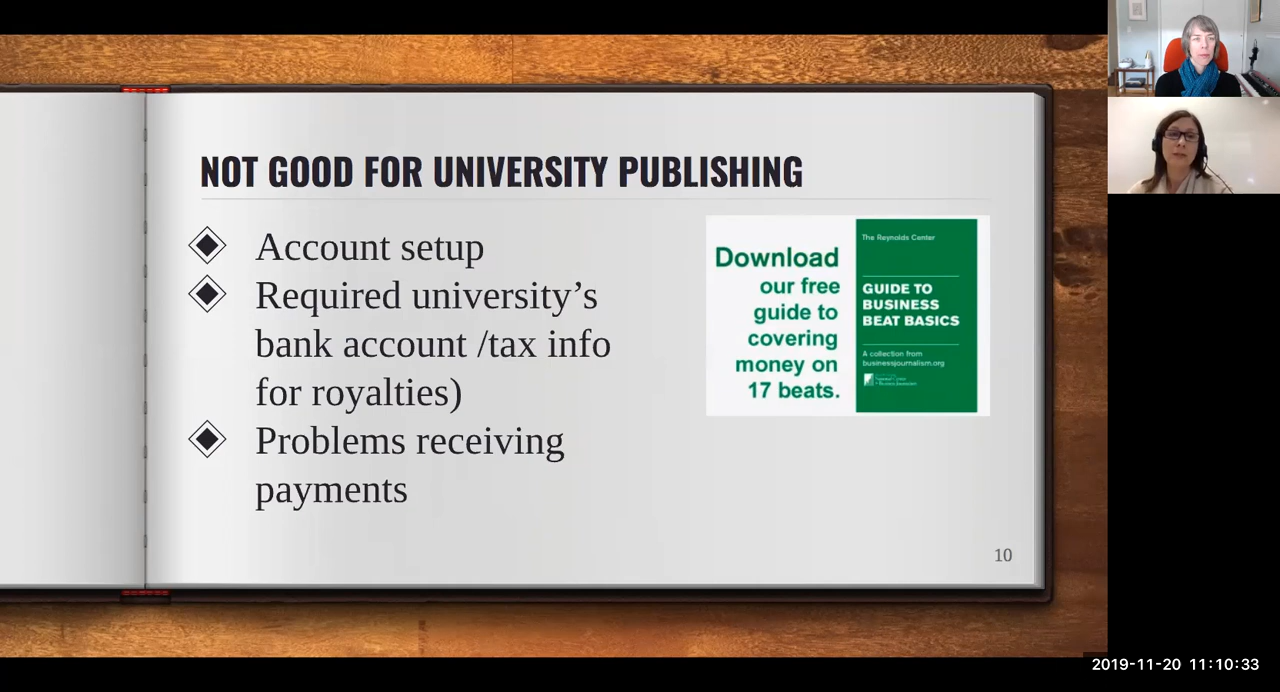 NOT GOOD FOR UNIVERSITY PUBLISHING
Account setup
Required university’s
bank account /tax info
for royalties)
Problems receiving
payments
Download
our free
guide to
covering
money on
17 beats.
The Reynolds Center
GUIDE TO
BUSINESS
BEAT BASICS
A collection from
businessjournalism.org
10
2019-11-20 11:10:33